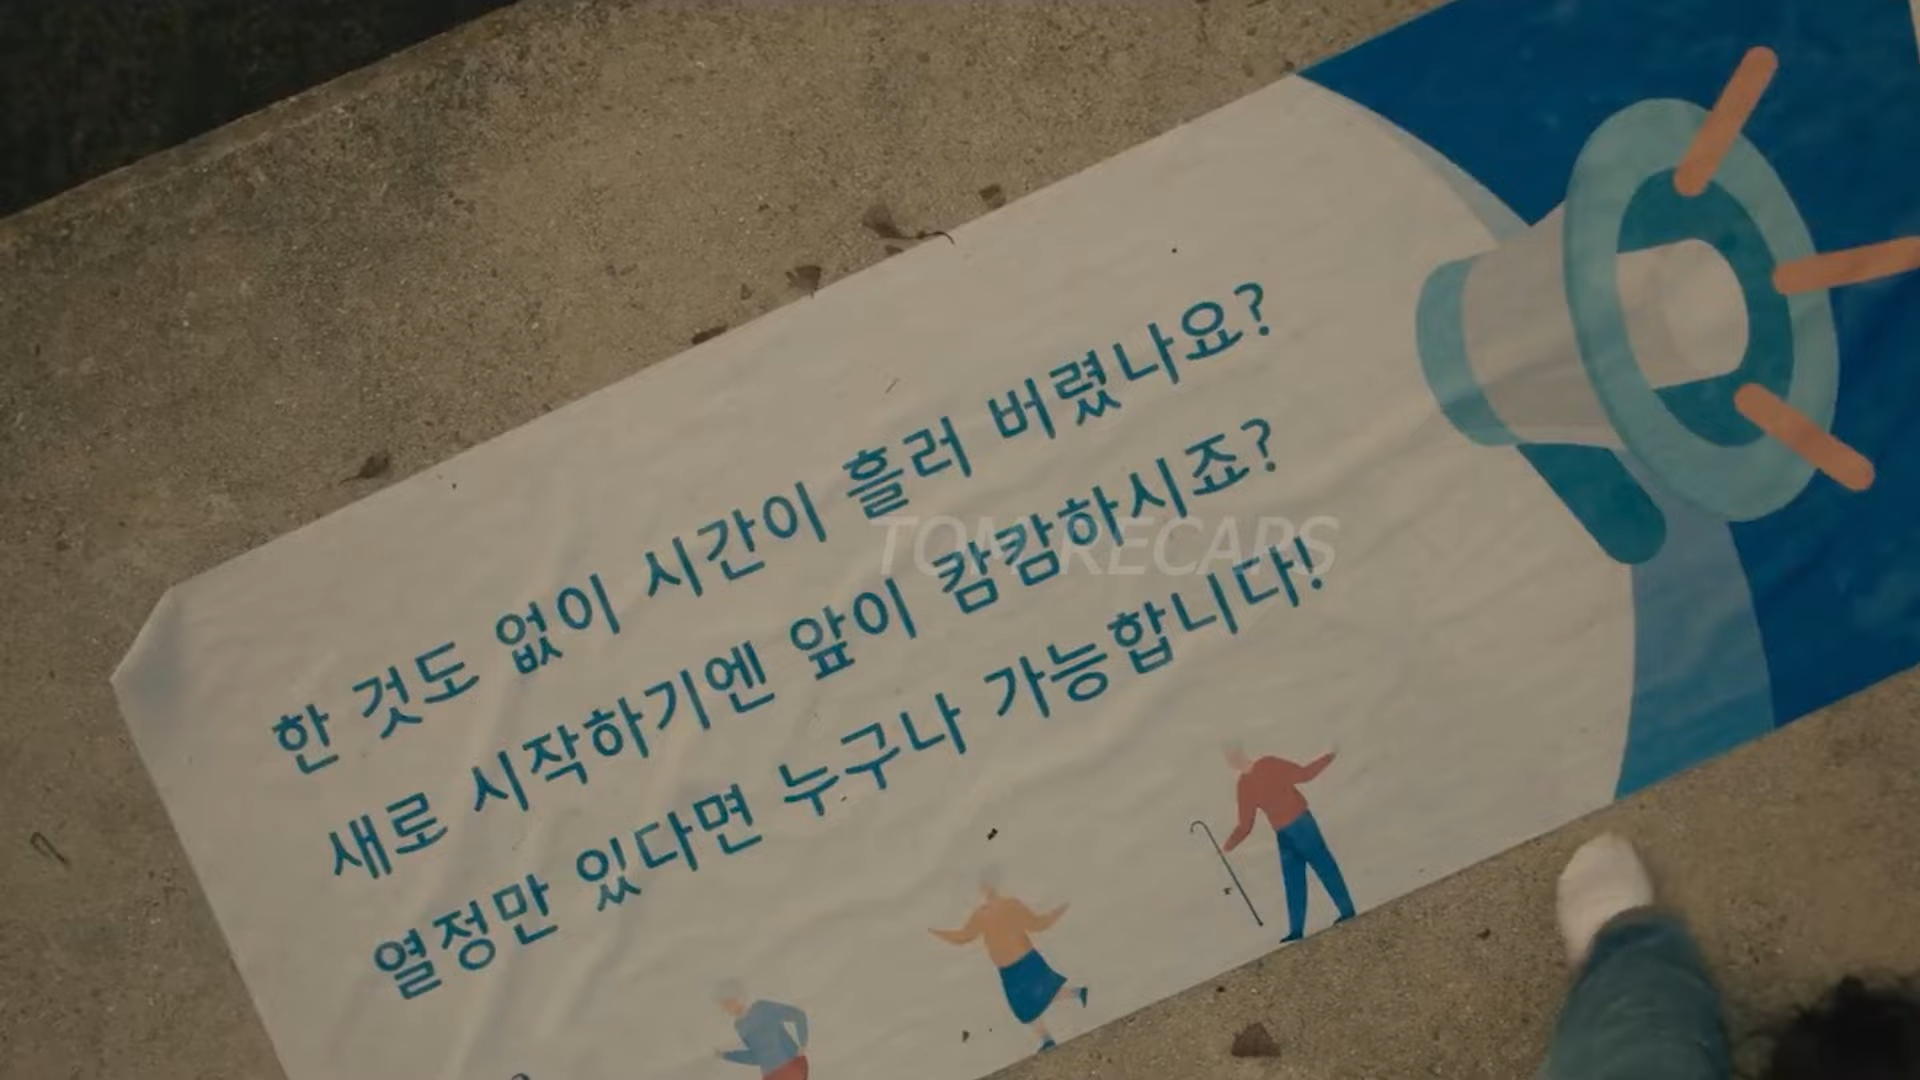 한 것도 없이 시간이 흘러 버렸나요?
새로 시작하기엔 앞이 캄캄하시죠?
열정만 있다면 누구나 가능합니다!
TOM RECAPS